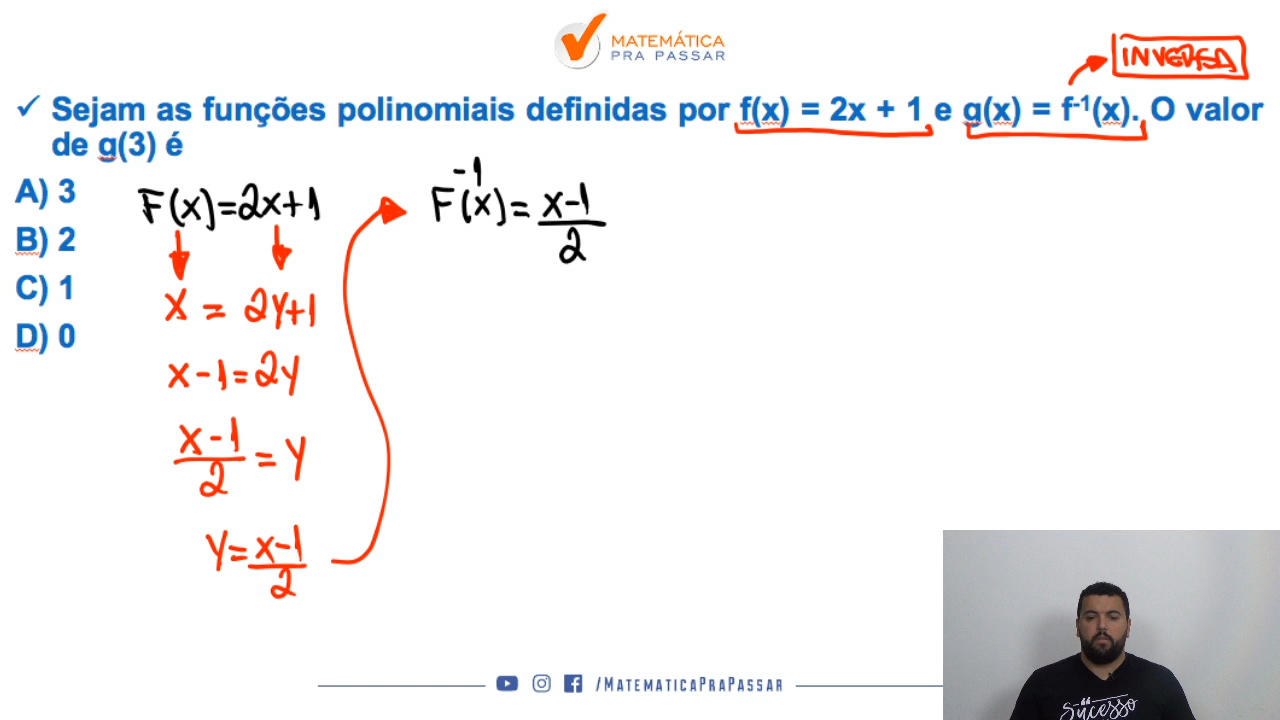 MATEMÁTICA
PRA PASSAR
INVERSA
✓ Sejam as funções polinomiais definidas por f(x) = 2x + 1 e g(x) = f⁻¹(x). O valor
de g(3) é
A) 3
B) 2
C) 1
D) 0
F(x)=2x+1
X = 2Y+1
x-1=2Y
x-1/2 = Y
Y=x-1/2
F⁻¹(x)=x-1/2
/MATEMATICAPRAPASSAR
Sucesso